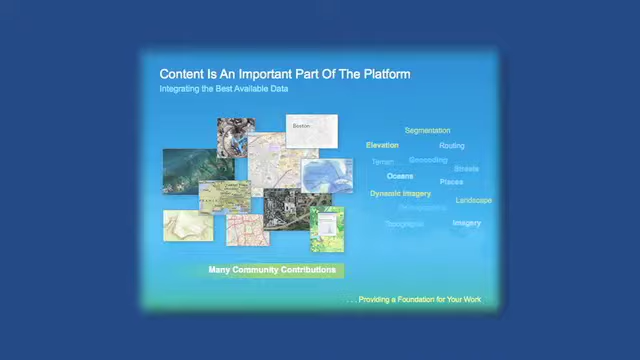 Content Is An Important Part Of The Platform
Integrating the Best Available Data
Boston
Segmentation
Elevation
Routing
Terrain
Geocoding
Streets
Oceans
Places
Dynamic Imagery
Landscape
Demographics
Topographic
Imagery
Many Community Contributions
. . . Providing a Foundation for Your Work